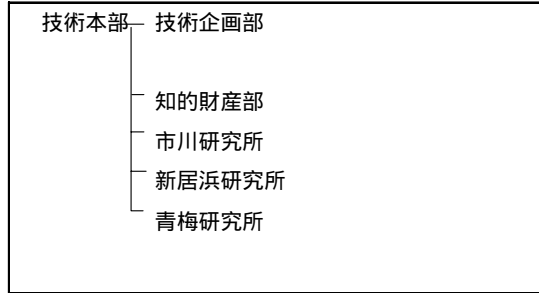 技術本部 技術企画部
知的財産部
市川研究所
新居浜研究所
青梅研究所